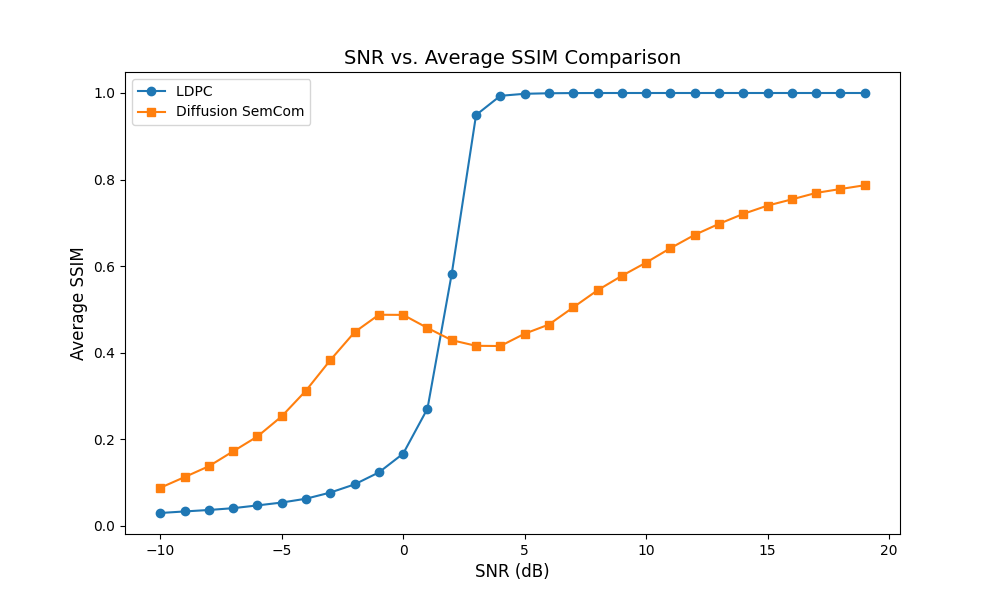 SNR vs. Average SSIM Comparison
LDPC
Diffusion SemCom
1.0
0.8
0.6
0.4
0.2
0.0
Average SSIM
−10
−5
0
5
10
15
20
SNR (dB)